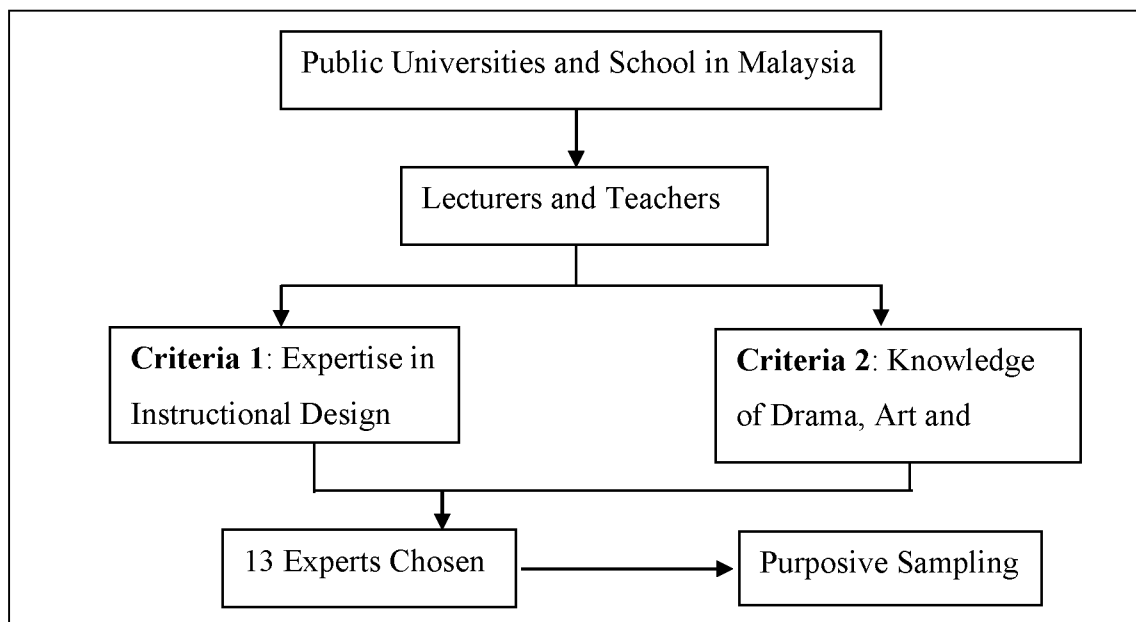 Public Universities and School in Malaysia
Lecturers and Teachers
Criteria 1: Expertise in
Instructional Design
Criteria 2: Knowledge
of Drama, Art and
13 Experts Chosen
Purposive Sampling